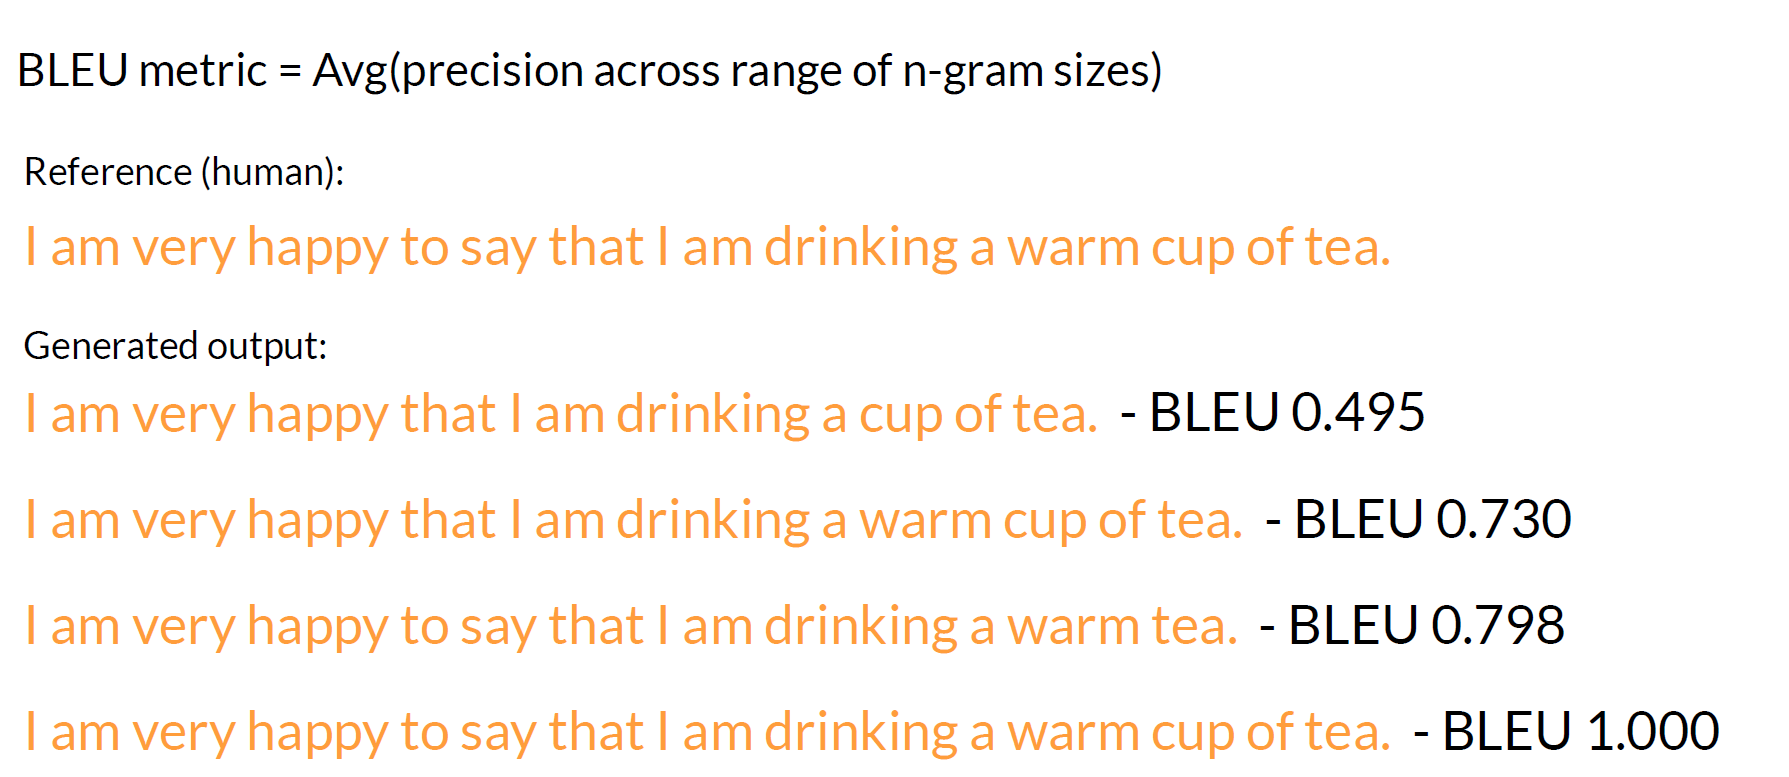 BLEU metric = Avg(precision across range of n-gram sizes)
Reference (human):
I am very happy to say that I am drinking a warm cup of tea.
Generated output:
I am very happy that I am drinking a cup of tea. - BLEU 0.495
I am very happy that I am drinking a warm cup of tea. - BLEU 0.730
I am very happy to say that I am drinking a warm tea. - BLEU 0.798
I am very happy to say that I am drinking a warm cup of tea. - BLEU 1.000